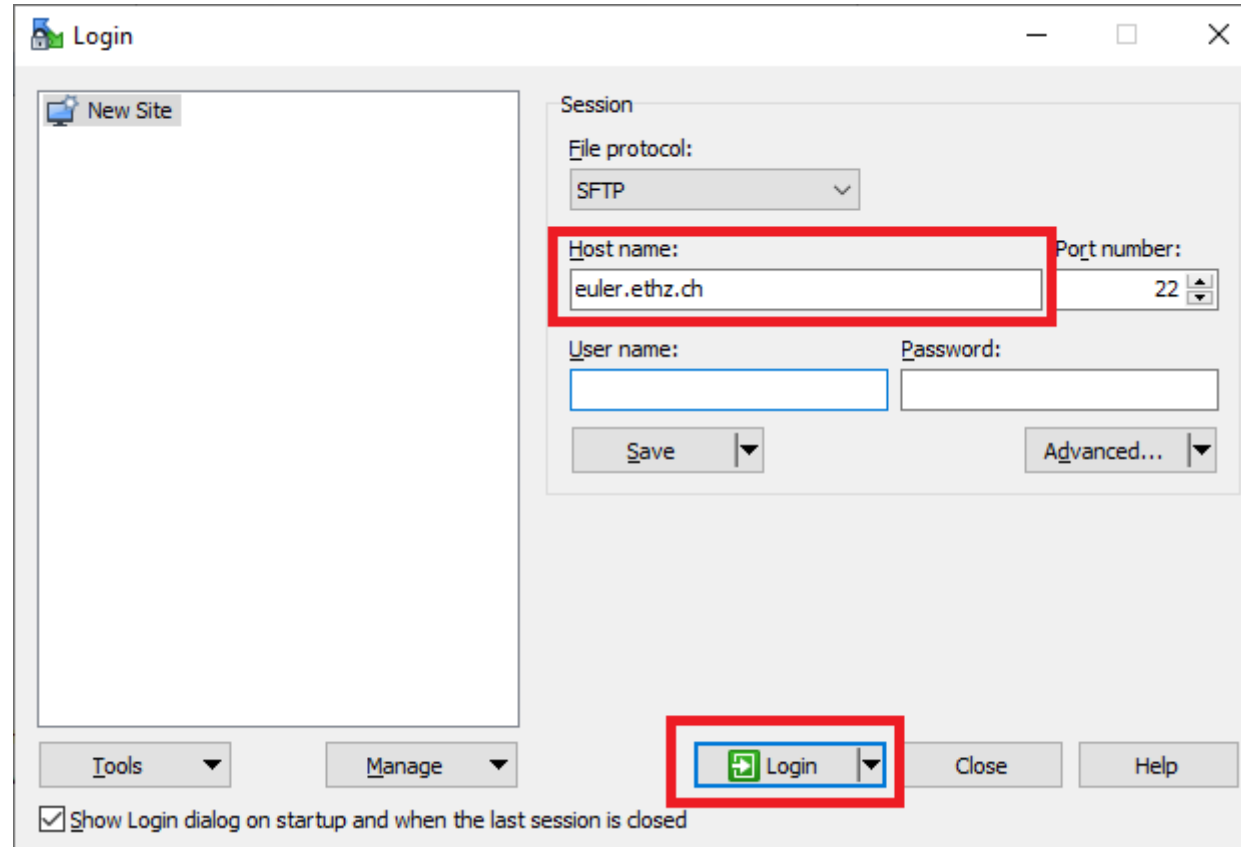 Login
New Site
Session
File protocol:
SFTP
Host name:
Port number:
euler.ethz.ch
22
User name:
Password:
Save
Advanced...
Tools
Manage
Login
Close
Help
Show Login dialog on startup and when the last session is closed